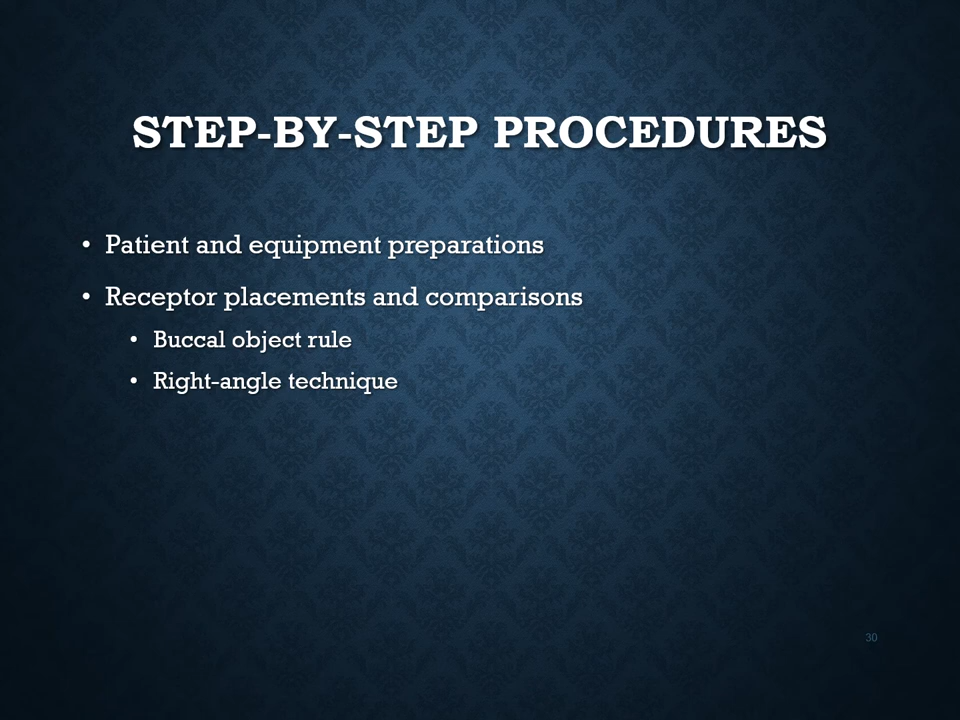 STEP-BY-STEP PROCEDURES
• Patient and equipment preparations
• Receptor placements and comparisons
• Buccal object rule
• Right-angle technique
30